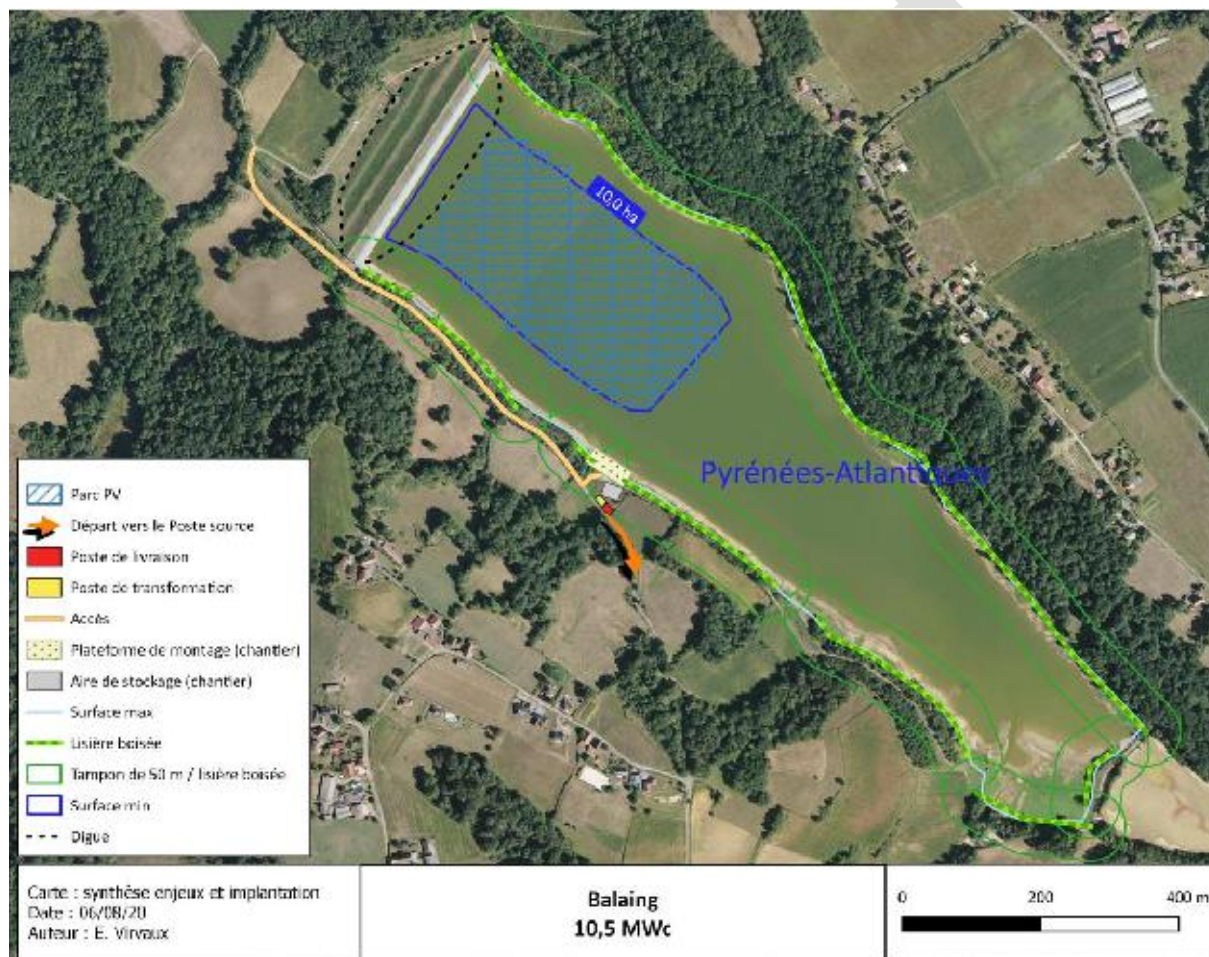 10,0 ha
Pyrénées-Atlantiques
Parc PV
Départ vers le Poste source
Poste de livraison
Poste de transformation
Accès
Plateforme de montage (chantier)
Aire de stockage (chantier)
Surface max
Lisière boisée
Tampon de 50 m / lisière boisée
Surface min
Digue
Carte : synthèse enjeux et implantation
Date : 06/08/20
Auteur : E. Virvaux
Balaing
10,5 MWc
0 200 400 m